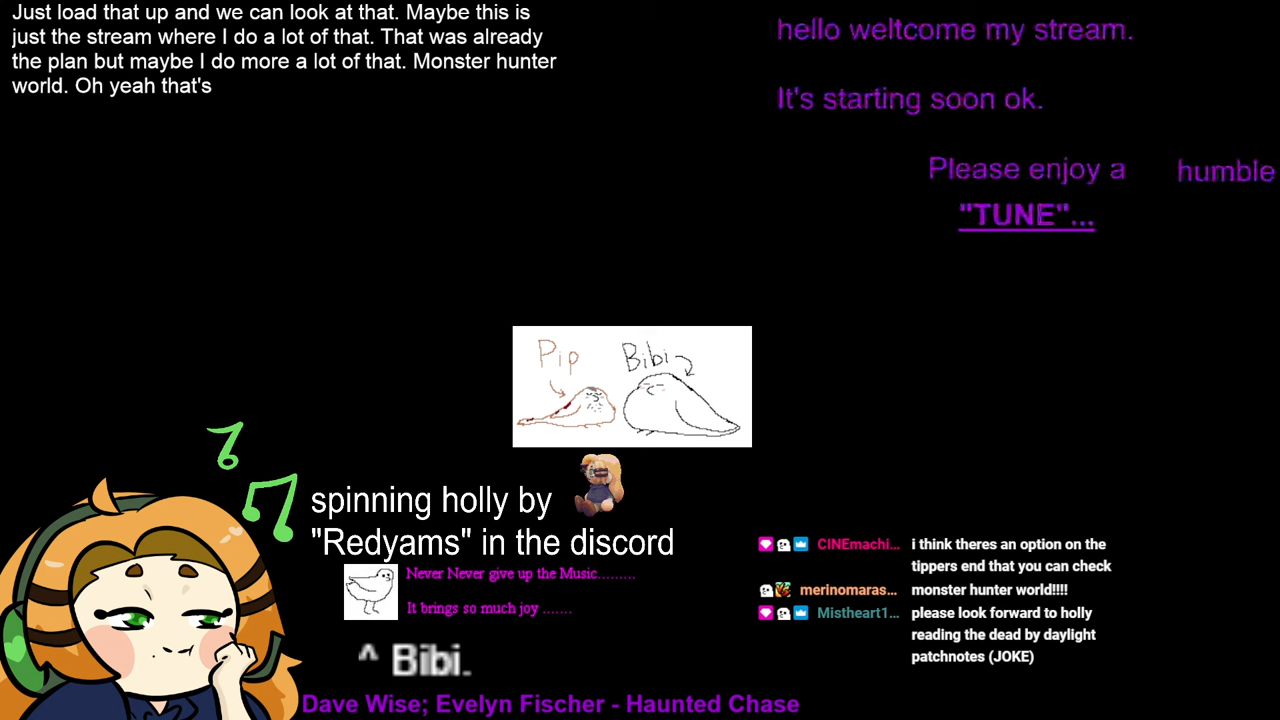 Just load that up and we can look at that. Maybe this is
just the stream where I do a lot of that. That was already
the plan but maybe I do more a lot of that. Monster hunter
world. Oh yeah that's
hello weltcome my stream.
It's starting soon ok.
Please enjoy a humble
"TUNE"...
Pip Bibi
spinning holly by
"Redyams" in the discord
Never Never give up the Music.........
It brings so much joy .......
^ Bibi.
Dave Wise; Evelyn Fischer - Haunted Chase
CINEmachi... i think theres an option on the
tippers end that you can check
merinomaras... monster hunter world!!!!
Mistheart1... please look forward to holly
reading the dead by daylight
patchnotes (JOKE)